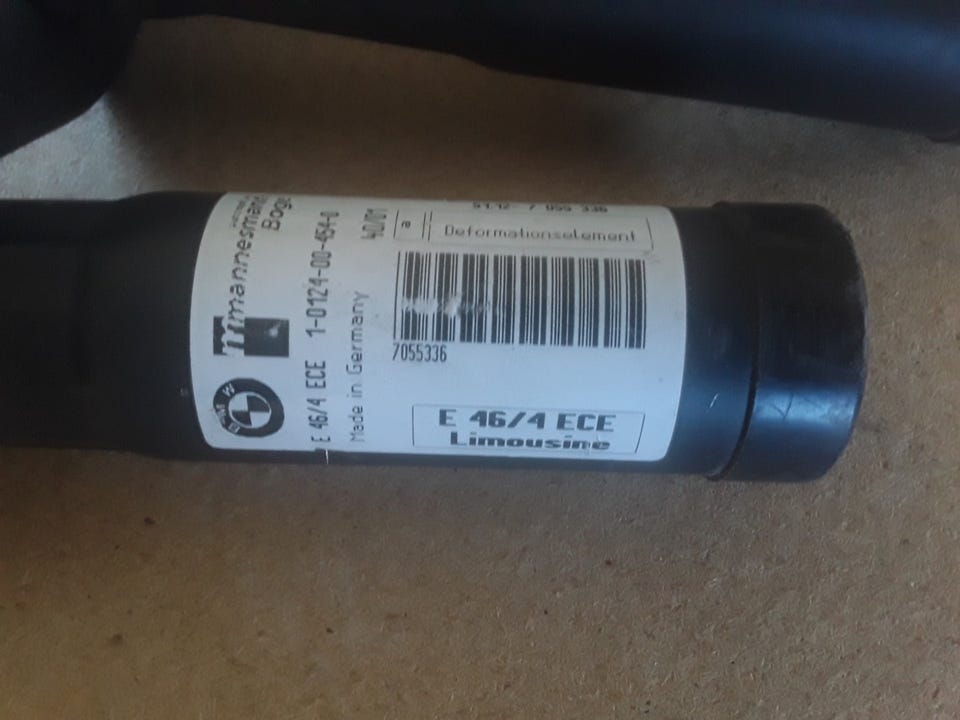 mannesmann
Boge
E 46/4 ECE 1-0124-00-454-0
Made in Germany
40/01
51.12- 7 055 336
a
Deformationselement
7055336
E 46/4 ECE
Limousine
BMW